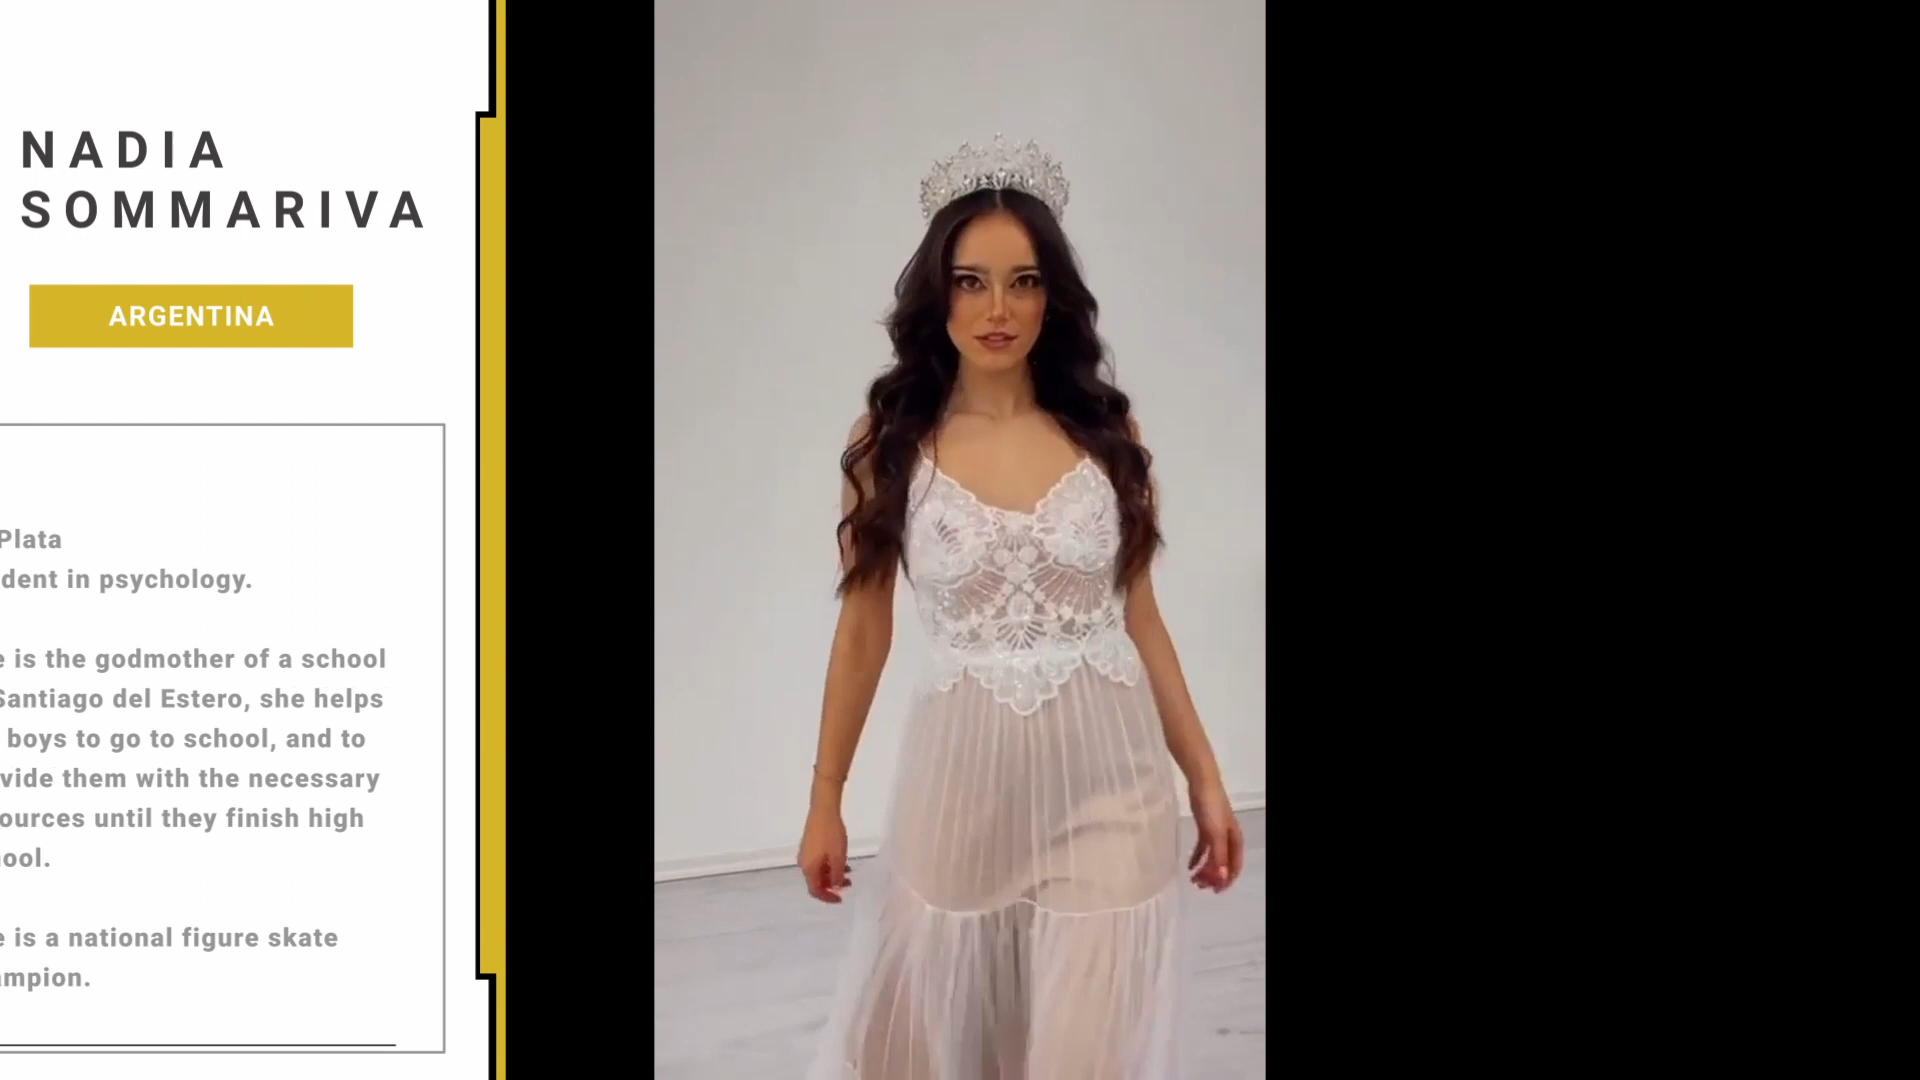 NADIA
SOMMARIVA
ARGENTINA
Plata
dent in psychology.
e is the godmother of a school
Santiago del Estero, she helps
boys to go to school, and to
vide them with the necessary
ources until they finish high
ool.
e is a national figure skate
ampion.